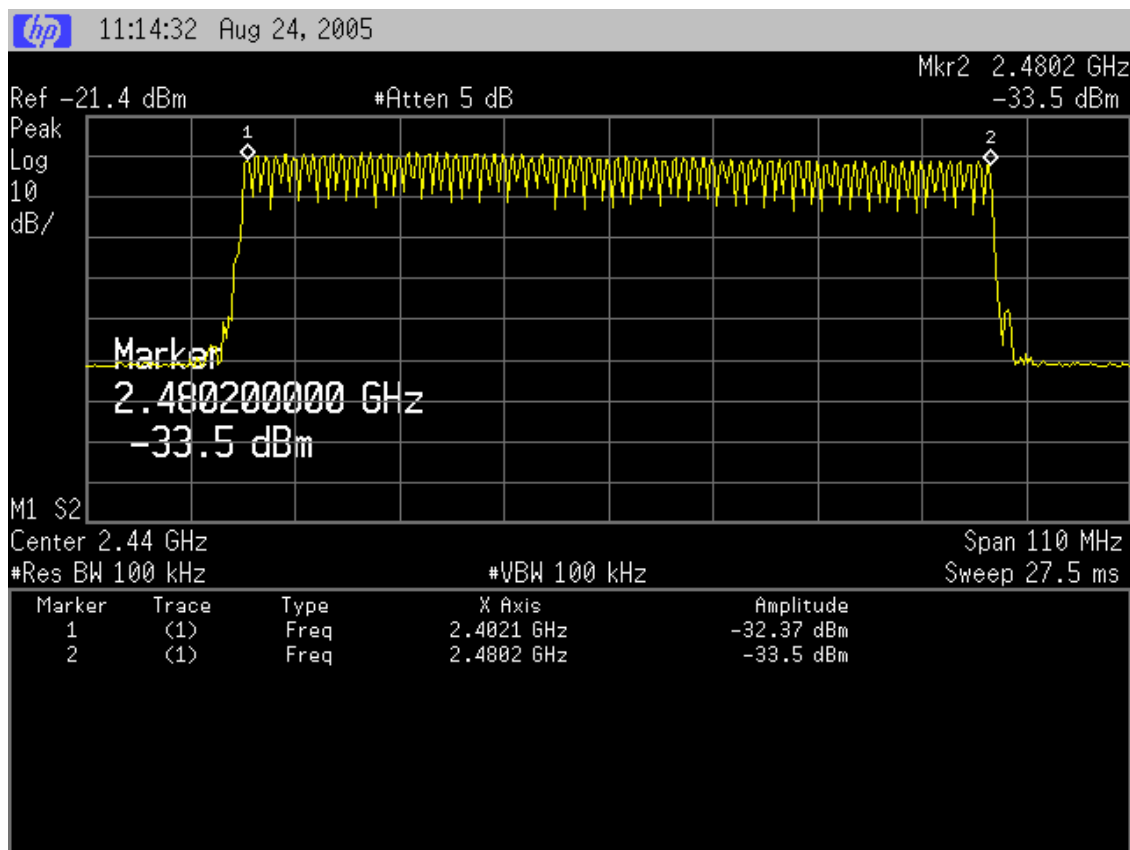 hp 11:14:32 Aug 24, 2005
Mkr2 2.4802 GHz
Ref -21.4 dBm #Atten 5 dB -33.5 dBm
Peak
Log
10
dB/
1
2
Marker
2.480200000 GHz
-33.5 dBm
M1 S2
Center 2.44 GHz Span 110 MHz
#Res BW 100 kHz #VBW 100 kHz Sweep 27.5 ms
Marker Trace Type X Axis Amplitude
1 (1) Freq 2.4021 GHz -32.37 dBm
2 (1) Freq 2.4802 GHz -33.5 dBm